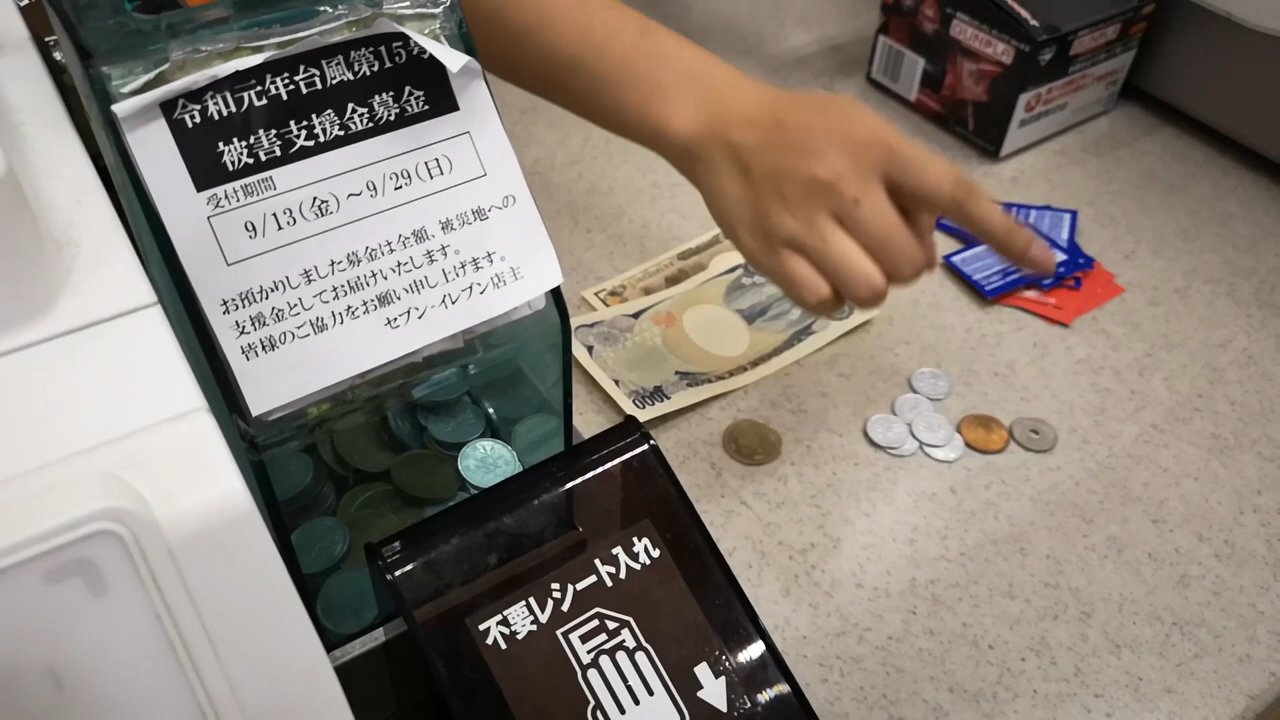 令和元年台風第15号
被害支援金募金
受付期間
9/13(金)～9/29(日)
お預かりしました募金は全額、被災地への
支援金としてお届けいたします。
皆様のご協力をお願い申し上げます。
セブン-イレブン店主
不要レシート入れ
1000
GUNPLA
GUNPLA